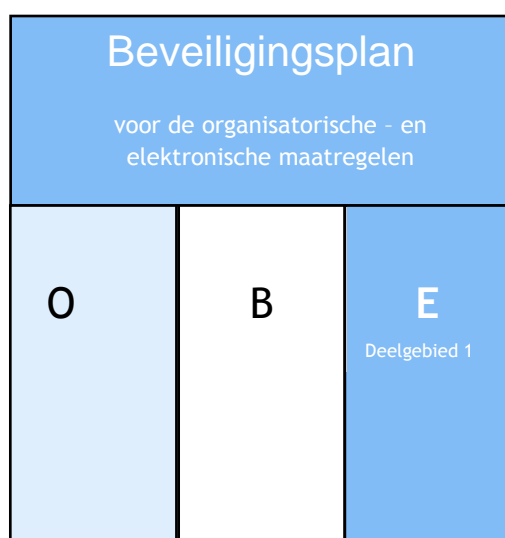 Beveiligingsplan
voor de organisatorische – en
elektronische maatregelen
O B E
Deelgebied 1